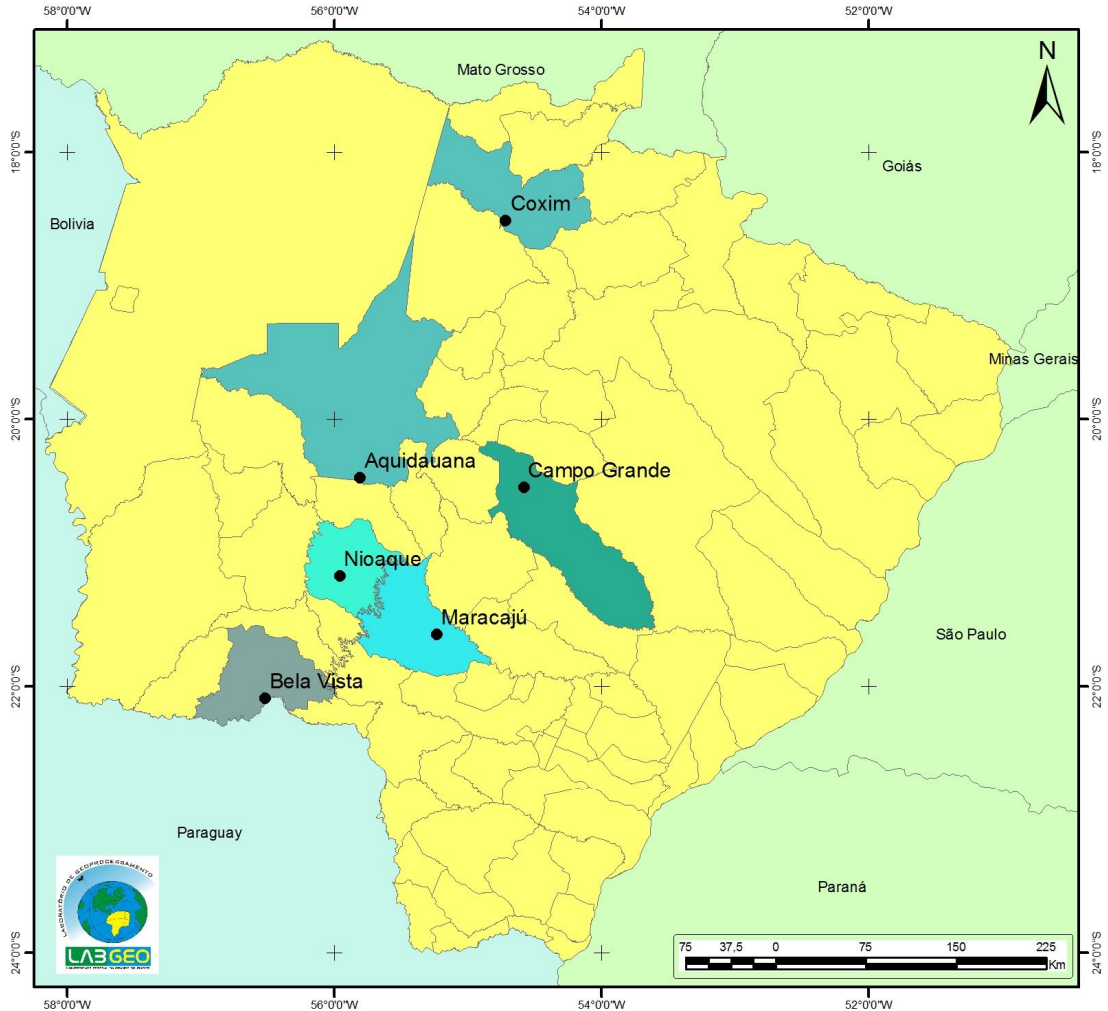 58°0'0"W
56°0'0"W
54°0'0"W
52°0'0"W
Mato Grosso
N
18°0'0"S
18°0'0"S
Goiás
Coxim
Bolivia
Minas Gerais
20°0'0"S
20°0'0"S
Aquidauana
Campo Grande
Nioaque
Maracajú
São Paulo
Bela Vista
22°0'0"S
22°0'0"S
Paraguay
Paraná
LABORATÓRIO DE GEOPROCESSAMENTO
LABGEO
75 37,5 0 75 150 225
Km
24°0'0"S
24°0'0"S
58°0'0"W
56°0'0"W
54°0'0"W
52°0'0"W